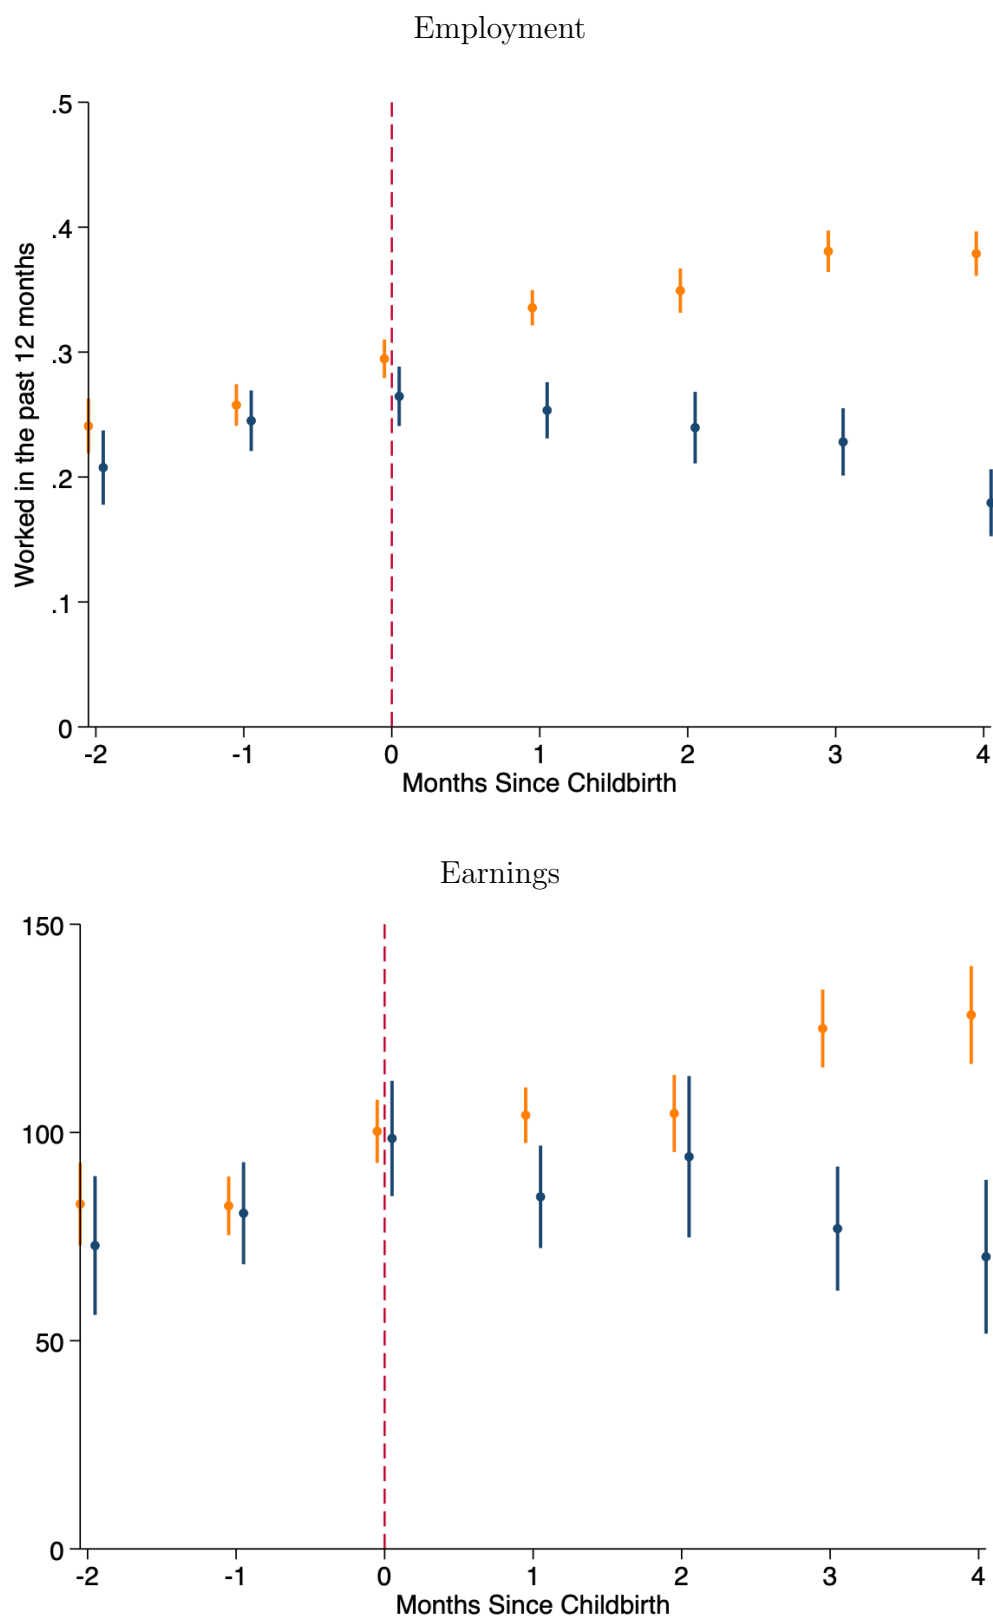 Employment
.5
.4
.3
.2
.1
0
Worked in the past 12 months
-2 -1 0 1 2 3 4
Months Since Childbirth
Earnings
150
100
50
0
-2 -1 0 1 2 3 4
Months Since Childbirth